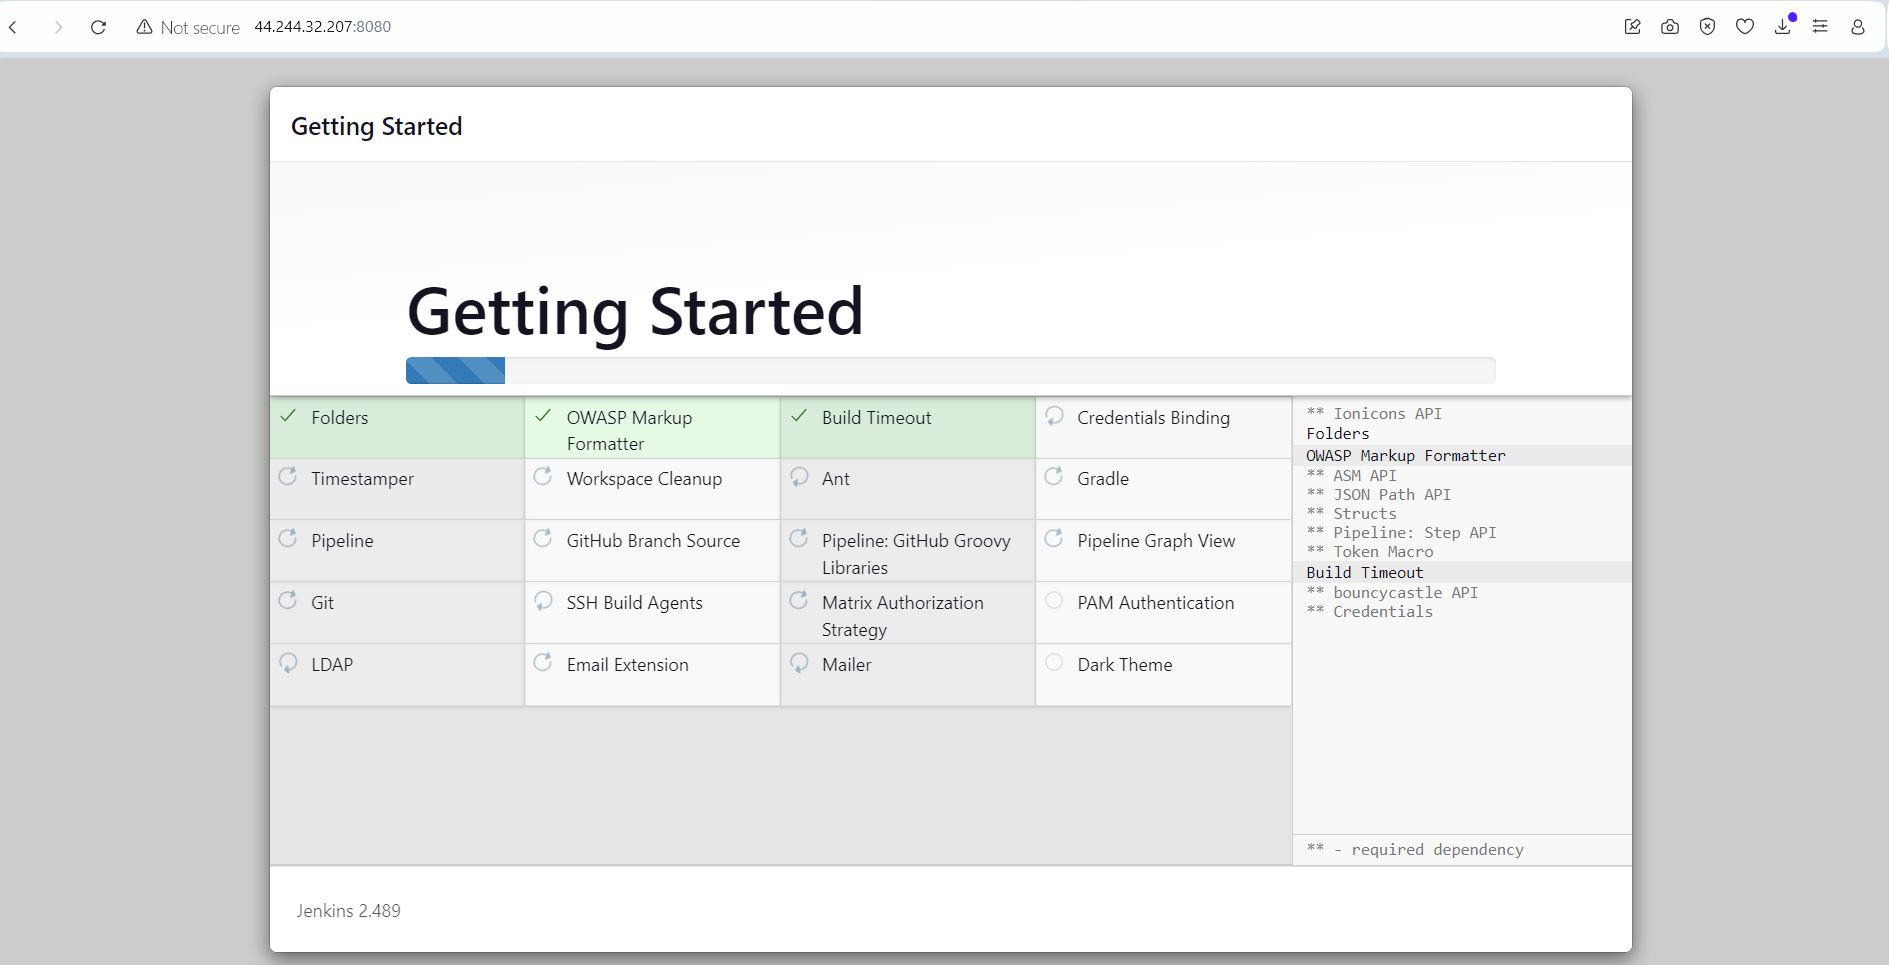 Not secure 44.244.32.207:8080
Getting Started
Getting Started
Folders
OWASP Markup
Formatter
Build Timeout
Credentials Binding
Timestamper
Workspace Cleanup
Ant
Gradle
Pipeline
GitHub Branch Source
Pipeline: GitHub Groovy
Libraries
Pipeline Graph View
Git
SSH Build Agents
Matrix Authorization
Strategy
PAM Authentication
LDAP
Email Extension
Mailer
Dark Theme
** Ionicons API
Folders
OWASP Markup Formatter
** ASM API
** JSON Path API
** Structs
** Pipeline: Step API
** Token Macro
Build Timeout
** bouncycastle API
** Credentials
** - required dependency
Jenkins 2.489